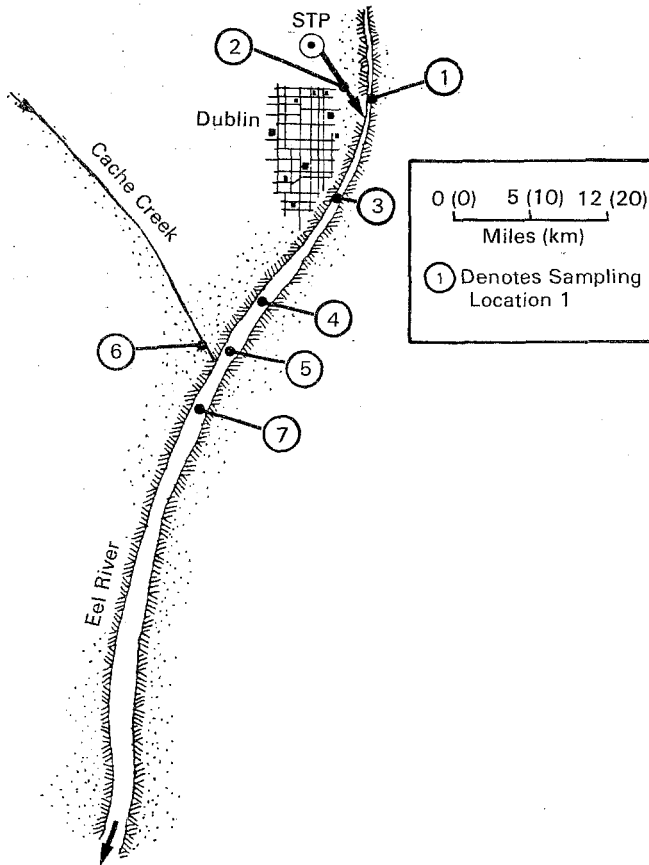 STP
2
1
Dublin
Cache Creek
3
0 (0) 5 (10) 12 (20)
Miles (km)
1 Denotes Sampling
Location 1
4
6
5
7
Eel River